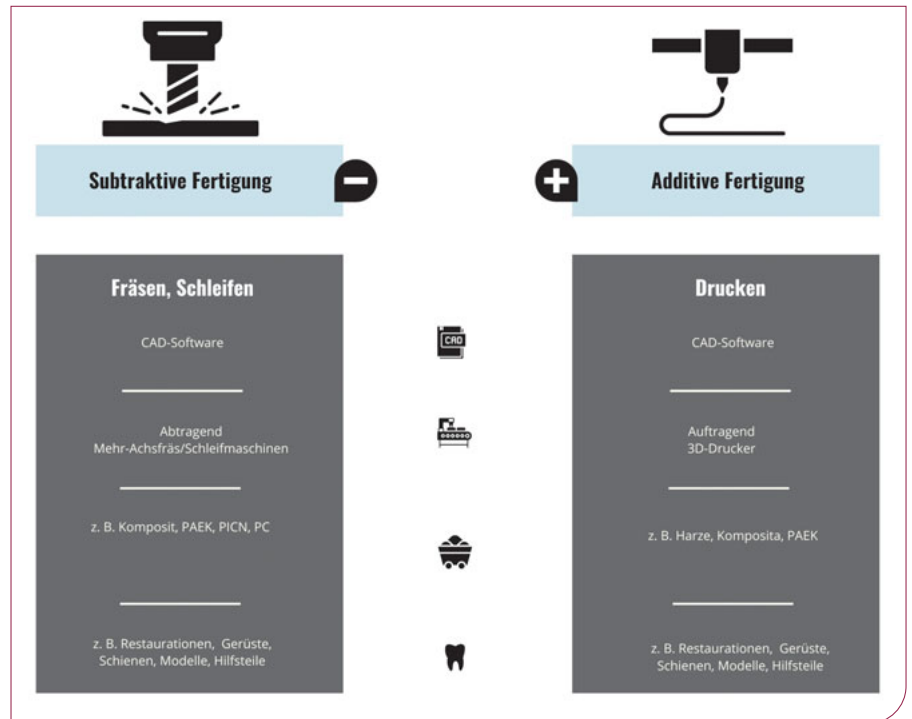 Subtraktive Fertigung
Additive Fertigung
Fräsen, Schleifen
CAD-Software
Abtragend
Mehr-Achsfräs/Schleifmaschinen
z. B. Komposit, PAEK, PICN, PC
z. B. Restaurationen, Gerüste,
Schienen, Modelle, Hilfsteile
CAD
Drucken
CAD-Software
Auftragend
3D-Drucker
z. B. Harze, Komposita, PAEK
z. B. Restaurationen, Gerüste,
Schienen, Modelle, Hilfsteile